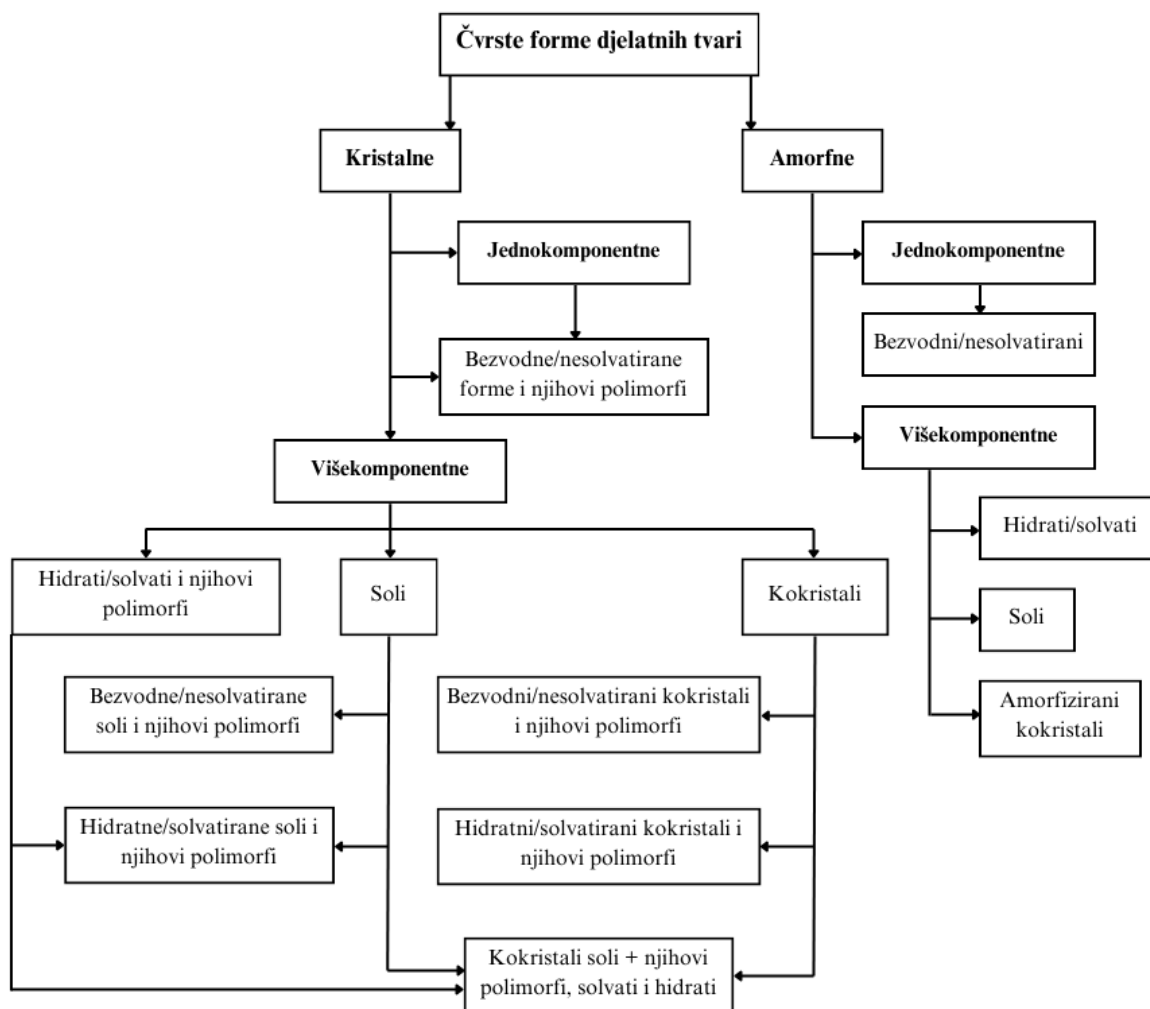 Čvrste forme djelatnih tvari
Kristalne
Amorfne
Jednokomponentne
Jednokomponentne
Bezvodne/nesolvatirane
forme i njihovi polimorfi
Bezvodni/nesolvatirani
Višekomponentne
Višekomponentne
Hidrati/solvati i njihovi
polimorfi
Soli
Kokristali
Hidrati/solvati
Soli
Amorfizirani
kokristali
Bezvodne/nesolvatirane
soli i njihovi polimorfi
Bezvodni/nesolvatirani kokristali
i njihovi polimorfi
Hidratne/solvatirane soli i
njihovi polimorfi
Hidratni/solvatirani kokristali i
njihovi polimorfi
Kokristali soli + njihovi
polimorfi, solvati i hidrati